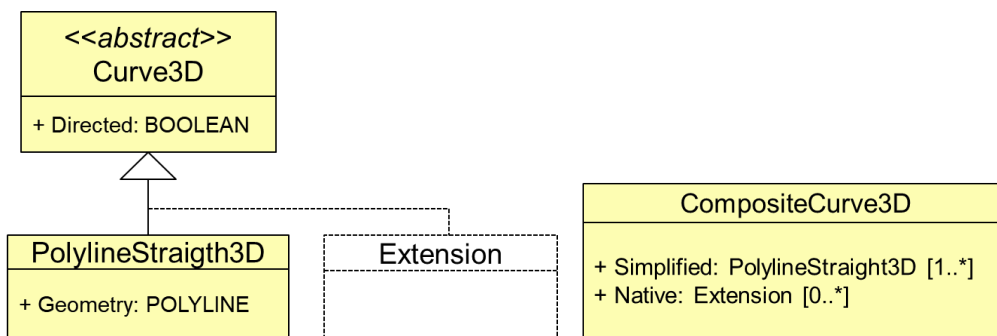 <<abstract>>
Curve3D
+ Directed: BOOLEAN
PolylineStraigth3D
+ Geometry: POLYLINE
Extension
CompositeCurve3D
+ Simplified: PolylineStraight3D [1..*]
+ Native: Extension [0..*]